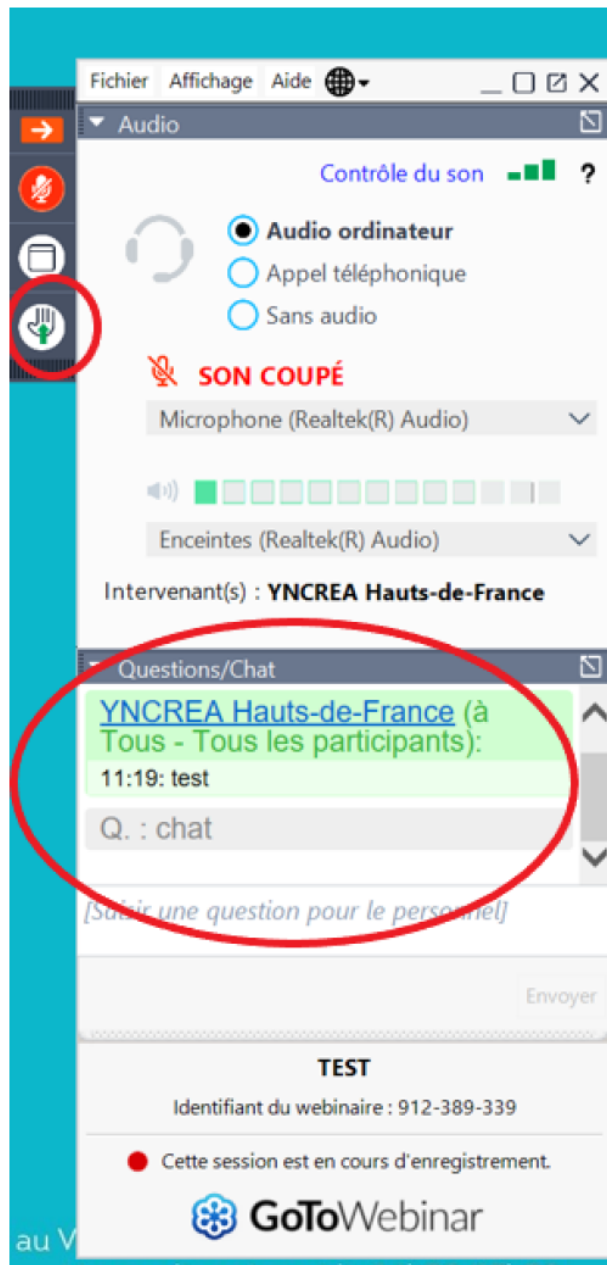 Fichier Affichage Aide
Audio
Contrôle du son ?
Audio ordinateur
Appel téléphonique
Sans audio
SON COUPÉ
Microphone (Realtek(R) Audio)
Enceintes (Realtek(R) Audio)
Intervenant(s) : YNCREA Hauts-de-France
Questions/Chat
YNCREA Hauts-de-France (à
Tous - Tous les participants):
11:19: test
Q. : chat
[Saisir une question pour le personnel]
Envoyer
TEST
Identifiant du webinaire : 912-389-339
Cette session est en cours d'enregistrement.
GoToWebinar
au V